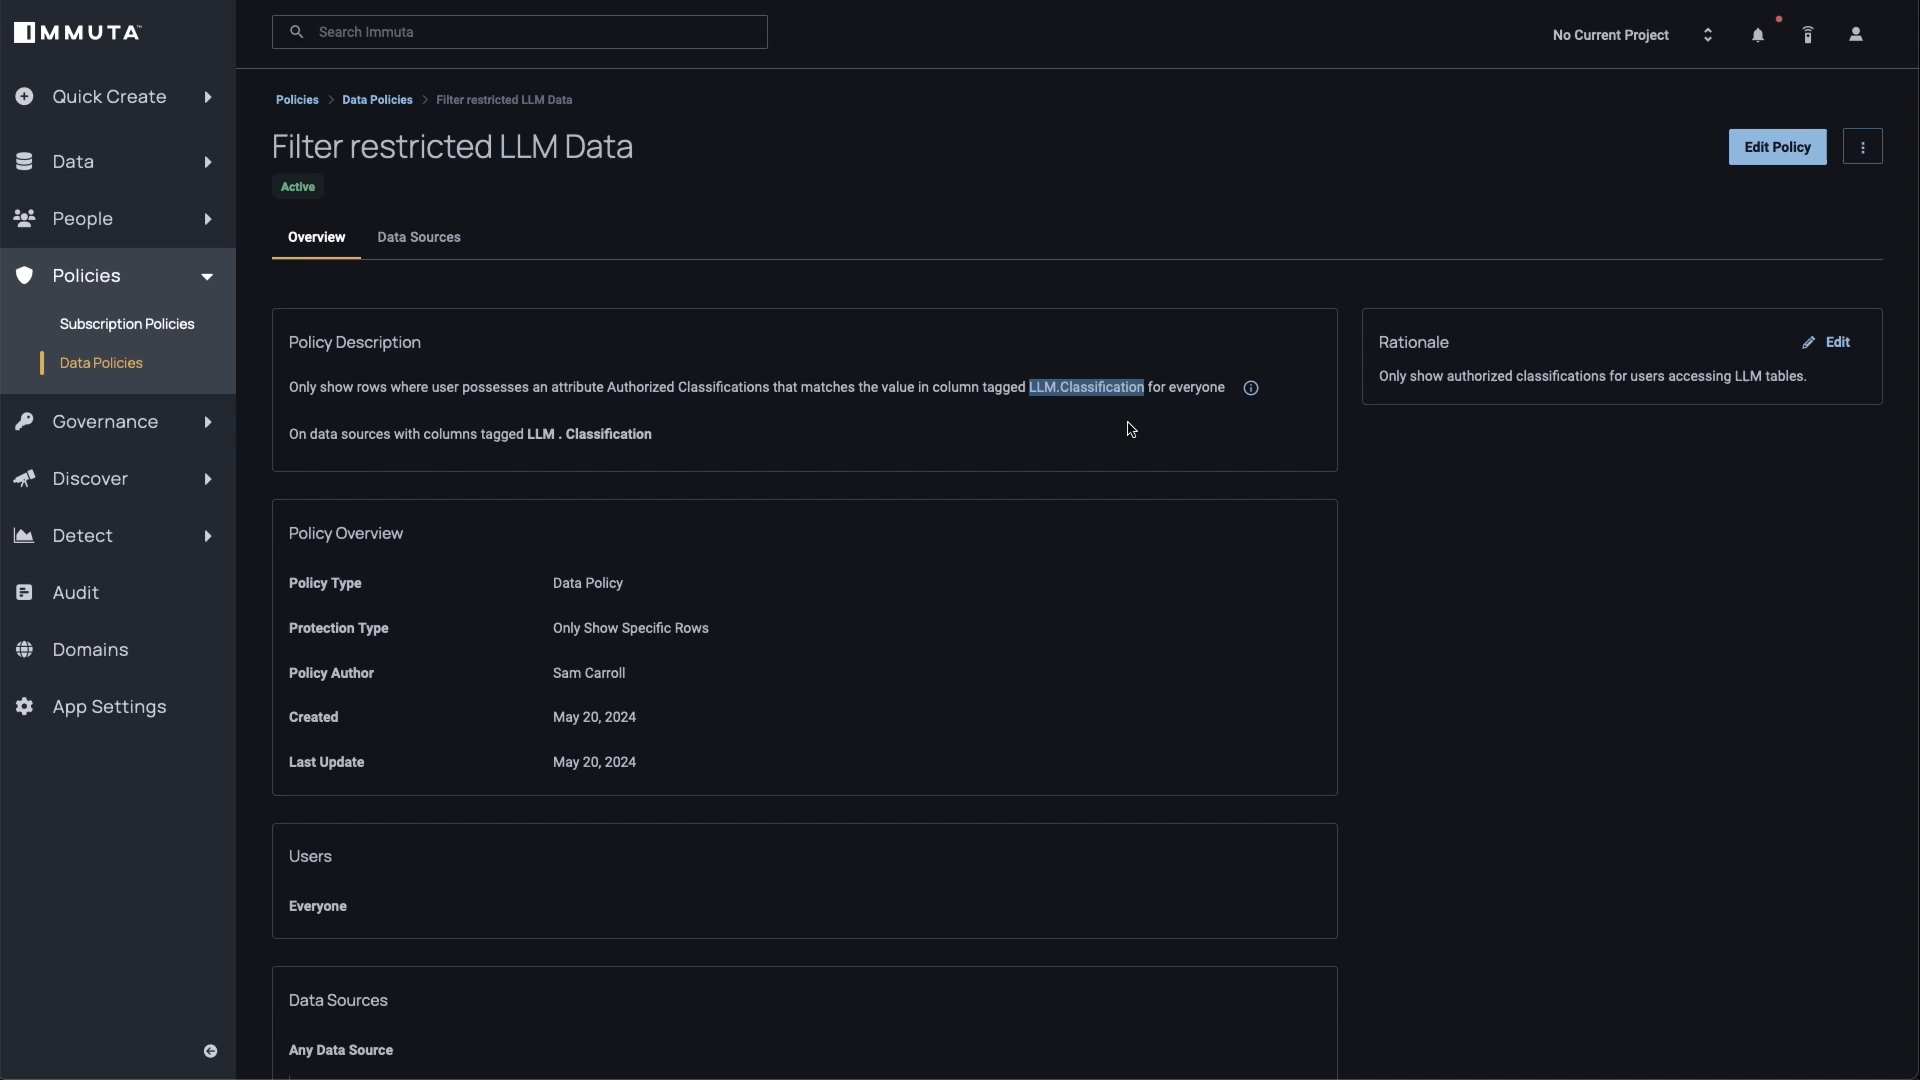 IMMUTA™
Search Immuta
No Current Project
Quick Create
Data
People
Policies
Subscription Policies
Data Policies
Governance
Discover
Detect
Audit
Domains
App Settings
Policies > Data Policies > Filter restricted LLM Data
Filter restricted LLM Data
Edit Policy
Active
Overview
Data Sources
Policy Description
Only show rows where user possesses an attribute Authorized Classifications that matches the value in column tagged LLM.Classification for everyone
On data sources with columns tagged LLM . Classification
Rationale
Edit
Only show authorized classifications for users accessing LLM tables.
Policy Overview
Policy Type Data Policy
Protection Type Only Show Specific Rows
Policy Author Sam Carroll
Created May 20, 2024
Last Update May 20, 2024
Users
Everyone
Data Sources
Any Data Source